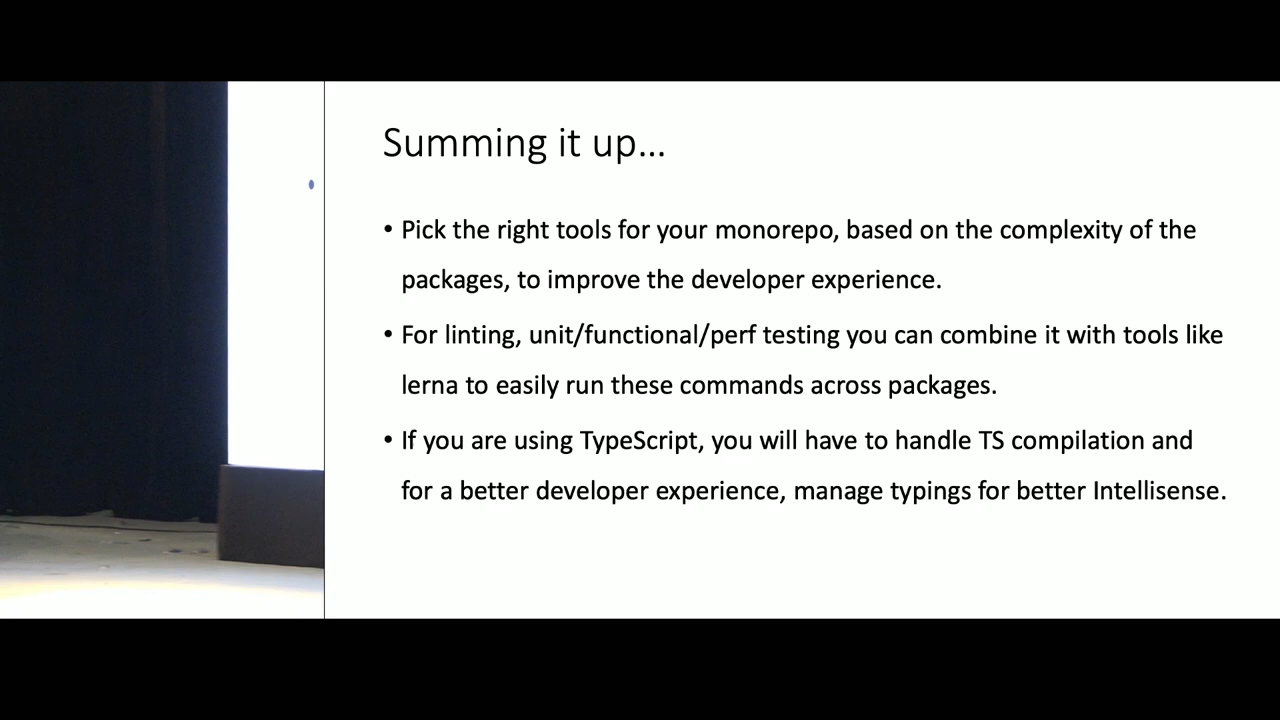 Summing it up...
• Pick the right tools for your monorepo, based on the complexity of the
packages, to improve the developer experience.
• For linting, unit/functional/perf testing you can combine it with tools like
lerna to easily run these commands across packages.
• If you are using TypeScript, you will have to handle TS compilation and
for a better developer experience, manage typings for better Intellisense.